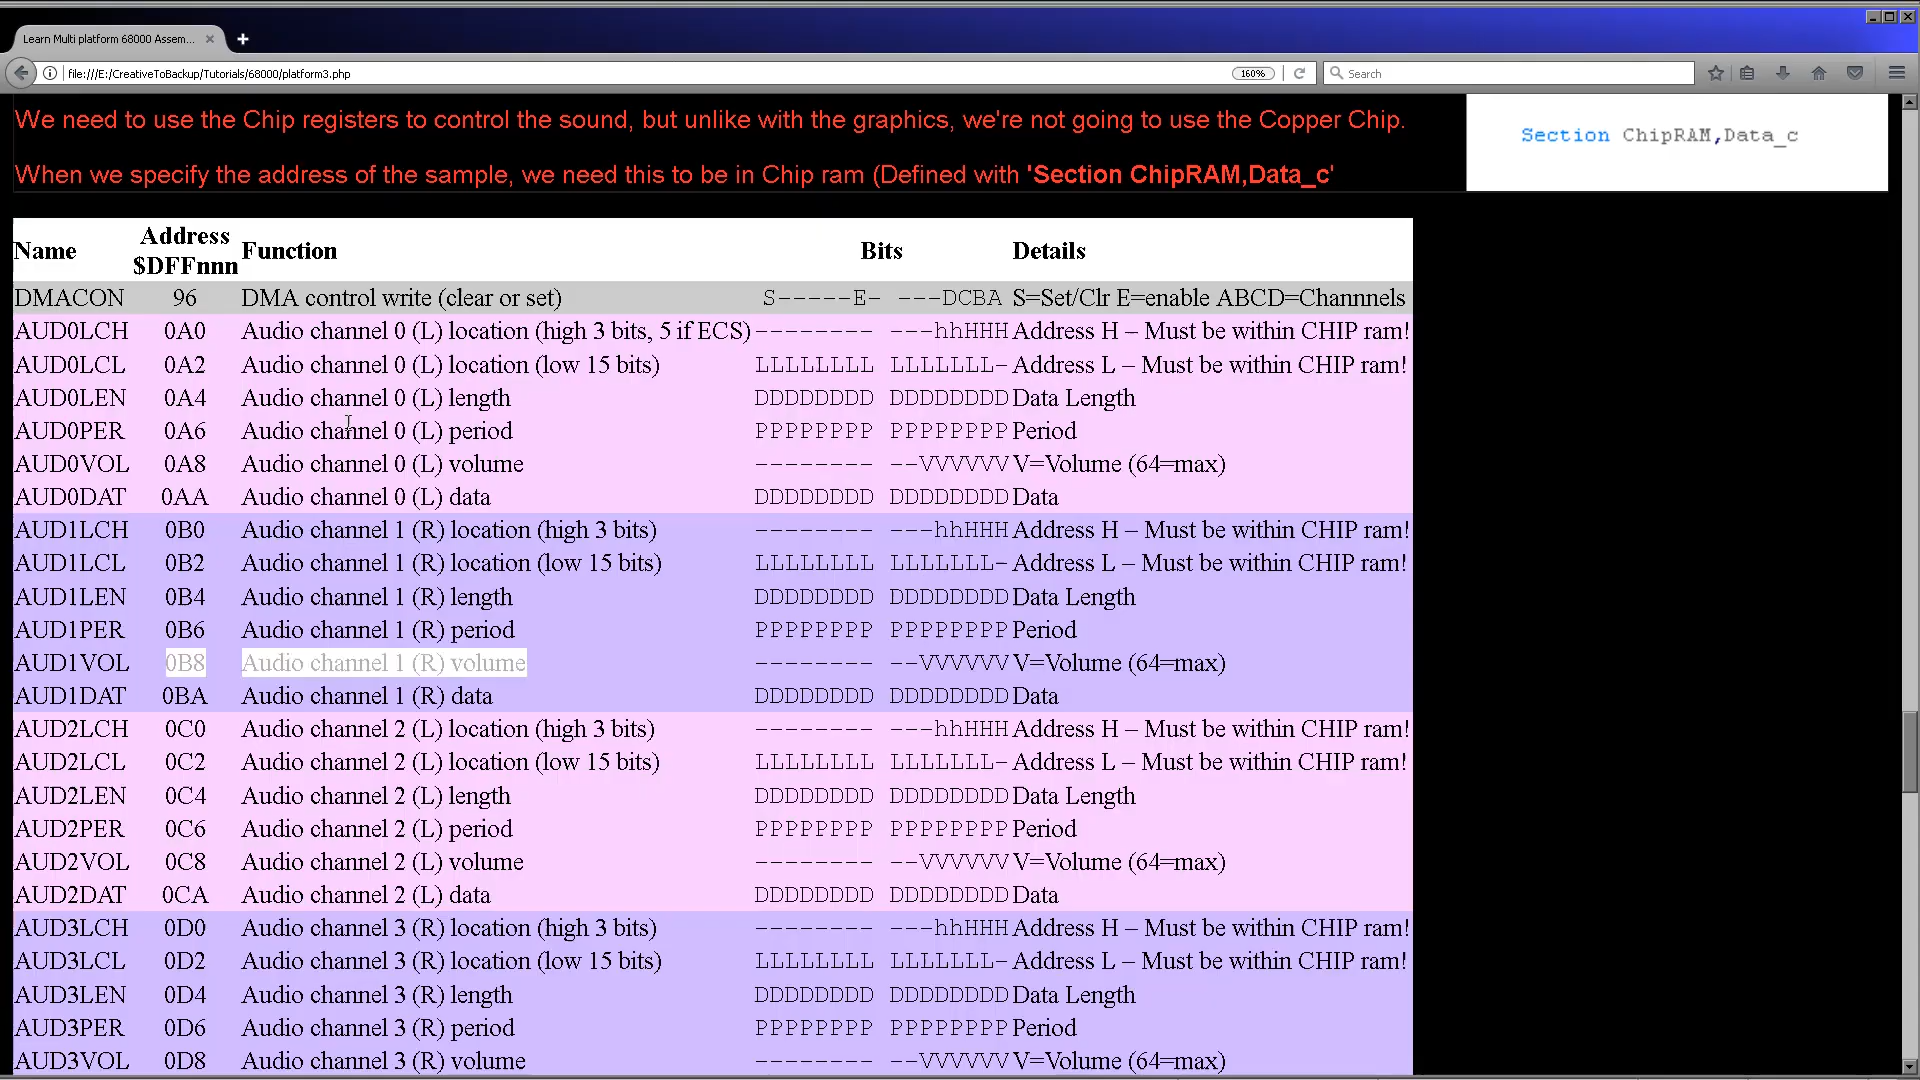 Learn Multi platform 68000 Assem...
file:///E:/CreativeToBackup/Tutorials/68000/platform3.php
160%
Search
We need to use the Chip registers to control the sound, but unlike with the graphics, we're not going to use the Copper Chip.
When we specify the address of the sample, we need this to be in Chip ram (Defined with 'Section ChipRAM,Data_c'
Section ChipRAM,Data_c
Name Address $DFFnnn Function Bits Details
DMACON 96 DMA control write (clear or set) S-----E- ---DCBA S=Set/Clr E=enable ABCD=Channnels
AUD0LCH 0A0 Audio channel 0 (L) location (high 3 bits, 5 if ECS) -------- ---hhHHH Address H – Must be within CHIP ram!
AUD0LCL 0A2 Audio channel 0 (L) location (low 15 bits) LLLLLLLL LLLLLLL- Address L – Must be within CHIP ram!
AUD0LEN 0A4 Audio channel 0 (L) length DDDDDDDD DDDDDDDD Data Length
AUD0PER 0A6 Audio channel 0 (L) period PPPPPPPP PPPPPPPP Period
AUD0VOL 0A8 Audio channel 0 (L) volume -------- --VVVVVV V=Volume (64=max)
AUD0DAT 0AA Audio channel 0 (L) data DDDDDDDD DDDDDDDD Data
AUD1LCH 0B0 Audio channel 1 (R) location (high 3 bits) -------- ---hhHHH Address H – Must be within CHIP ram!
AUD1LCL 0B2 Audio channel 1 (R) location (low 15 bits) LLLLLLLL LLLLLLL- Address L – Must be within CHIP ram!
AUD1LEN 0B4 Audio channel 1 (R) length DDDDDDDD DDDDDDDD Data Length
AUD1PER 0B6 Audio channel 1 (R) period PPPPPPPP PPPPPPPP Period
AUD1VOL 0B8 Audio channel 1 (R) volume -------- --VVVVVV V=Volume (64=max)
AUD1DAT 0BA Audio channel 1 (R) data DDDDDDDD DDDDDDDD Data
AUD2LCH 0C0 Audio channel 2 (L) location (high 3 bits) -------- ---hhHHH Address H – Must be within CHIP ram!
AUD2LCL 0C2 Audio channel 2 (L) location (low 15 bits) LLLLLLLL LLLLLLL- Address L – Must be within CHIP ram!
AUD2LEN 0C4 Audio channel 2 (L) length DDDDDDDD DDDDDDDD Data Length
AUD2PER 0C6 Audio channel 2 (L) period PPPPPPPP PPPPPPPP Period
AUD2VOL 0C8 Audio channel 2 (L) volume -------- --VVVVVV V=Volume (64=max)
AUD2DAT 0CA Audio channel 2 (L) data DDDDDDDD DDDDDDDD Data
AUD3LCH 0D0 Audio channel 3 (R) location (high 3 bits) -------- ---hhHHH Address H – Must be within CHIP ram!
AUD3LCL 0D2 Audio channel 3 (R) location (low 15 bits) LLLLLLLL LLLLLLL- Address L – Must be within CHIP ram!
AUD3LEN 0D4 Audio channel 3 (R) length DDDDDDDD DDDDDDDD Data Length
AUD3PER 0D6 Audio channel 3 (R) period PPPPPPPP PPPPPPPP Period
AUD3VOL 0D8 Audio channel 3 (R) volume -------- --VVVVVV V=Volume (64=max)